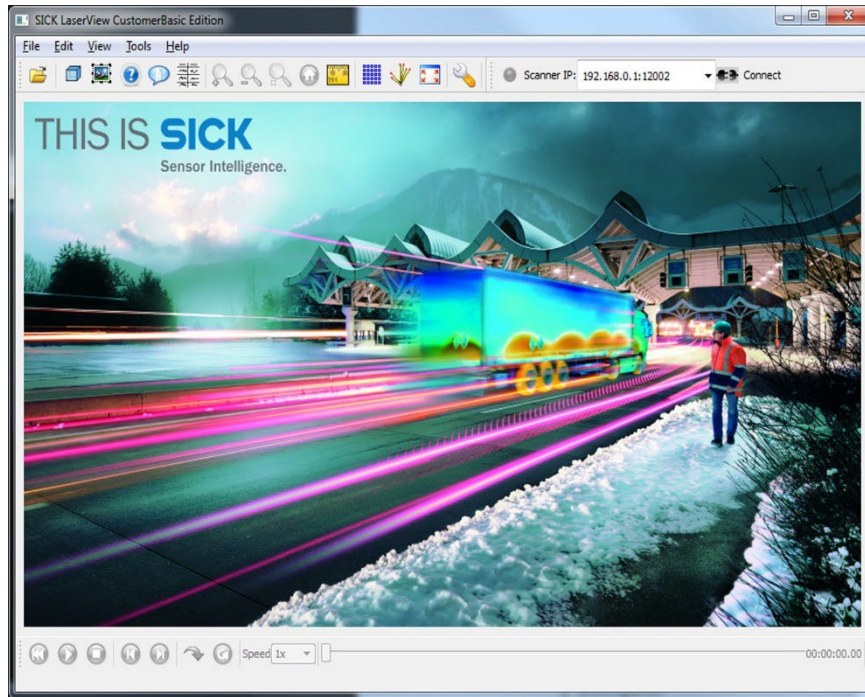 SICK LaserView CustomerBasic Edition
File Edit View Tools Help
Scanner IP: 192.168.0.1:12002 Connect
THIS IS SICK
Sensor Intelligence.
Speed 1x 00:00:00.00